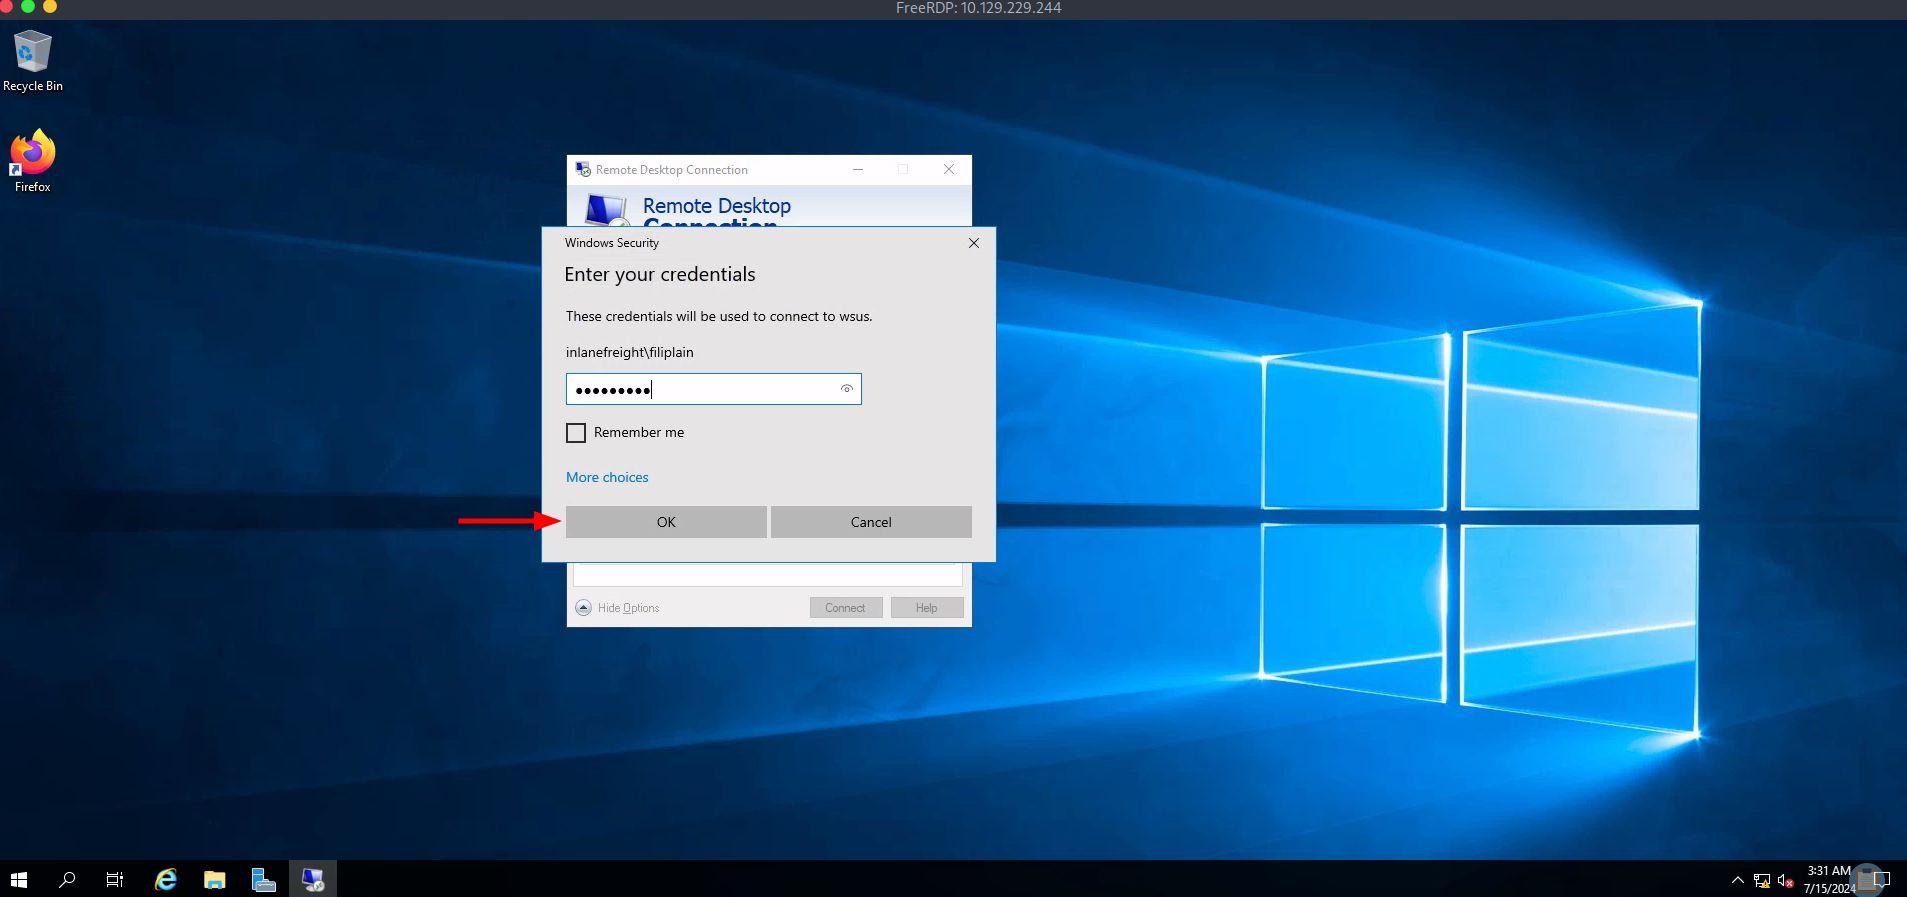 FreeRDP: 10.129.229.244
Recycle Bin
Firefox
Remote Desktop Connection
Remote Desktop
Connection
Windows Security
Enter your credentials
These credentials will be used to connect to wsus.
inlanefreight\filiplain
●●●●●●●●●
Remember me
More choices
OK
Cancel
Hide Options
Connect
Help
3:31 AM
7/15/2024